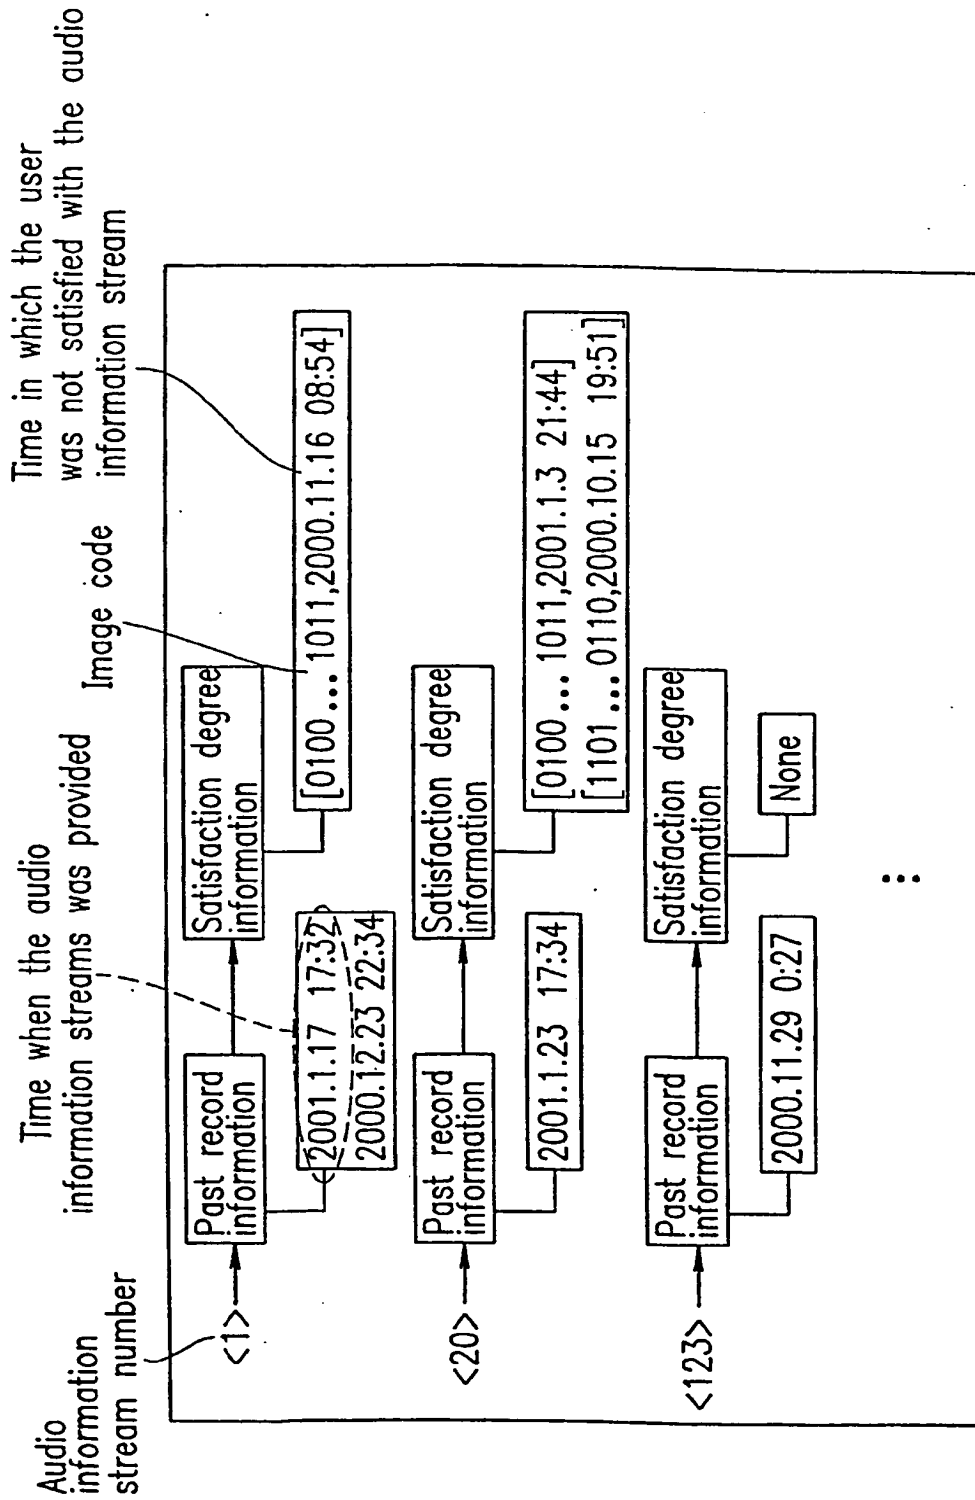 Audio
information
stream number
Time when the audio
information streams was provided
Image code
Time in which the user
was not satisfied with the audio
information stream
<1>
Past record
information
2001.1.17 17:32
2000.12.23 22:34
Satisfaction degree
information
[0100... 1011,2000.11.16 08:54]
<20>
Past record
information
2001.1.23 17:34
Satisfaction degree
information
[0100... 1011,2001.1.3 21:44]
[1101... 0110,2000.10.15 19:51]
<123>
Past record
information
2000.11.29 0:27
Satisfaction degree
information
None
...